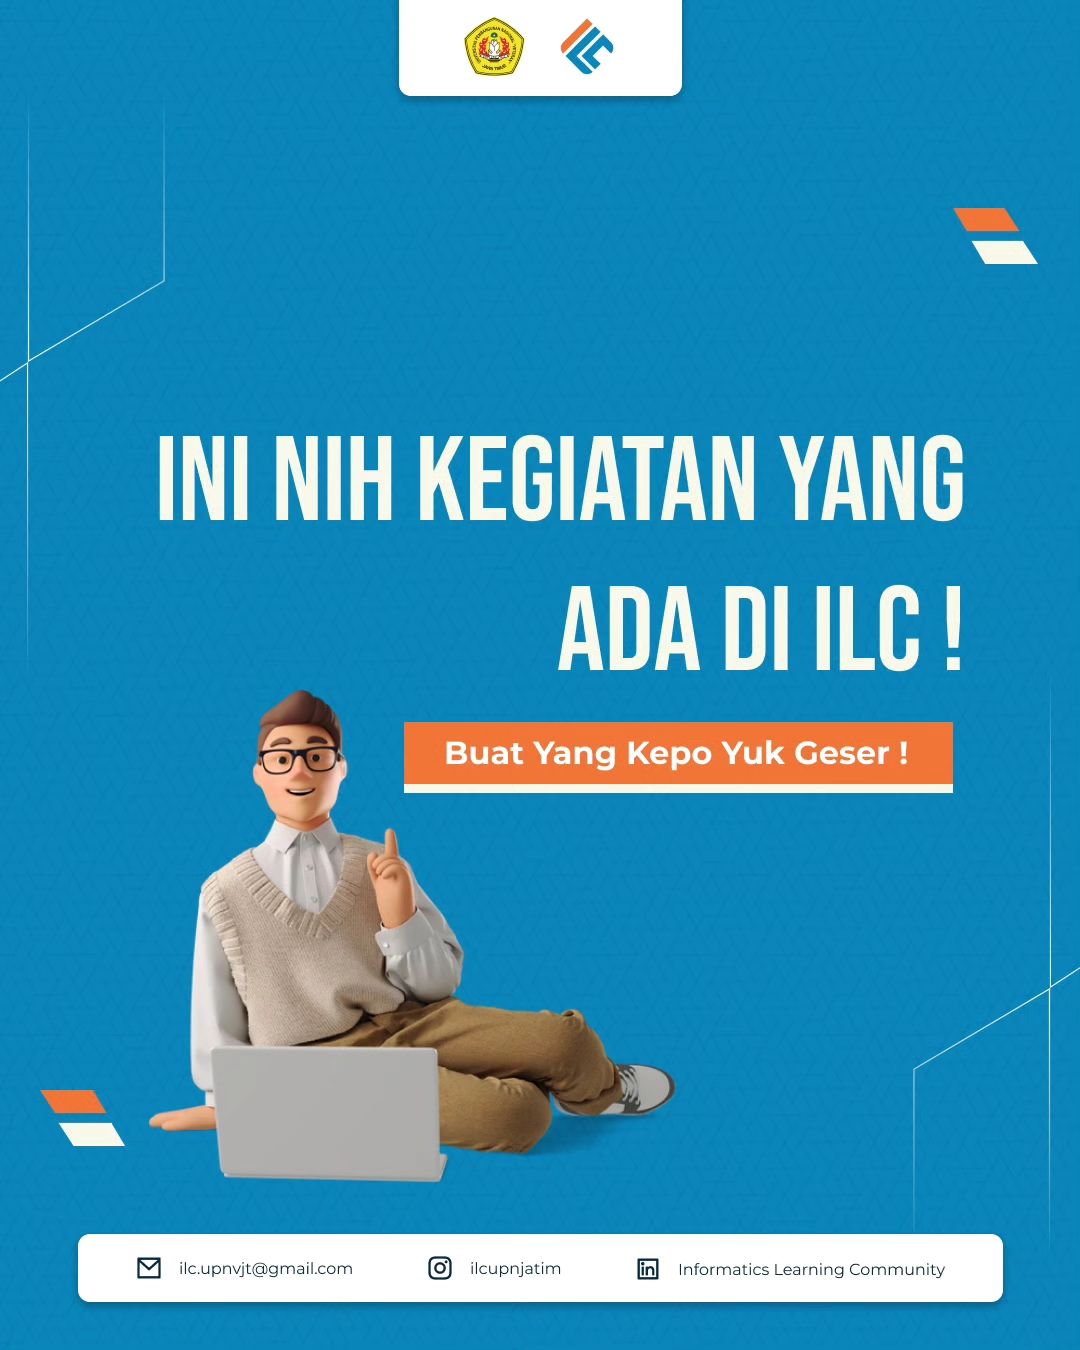 INI NIH KEGIATAN YANG
ADA DI ILC !
Buat Yang Kepo Yuk Geser !
ilc.upnvjt@gmail.com
ilcupnjatim
Informatics Learning Community